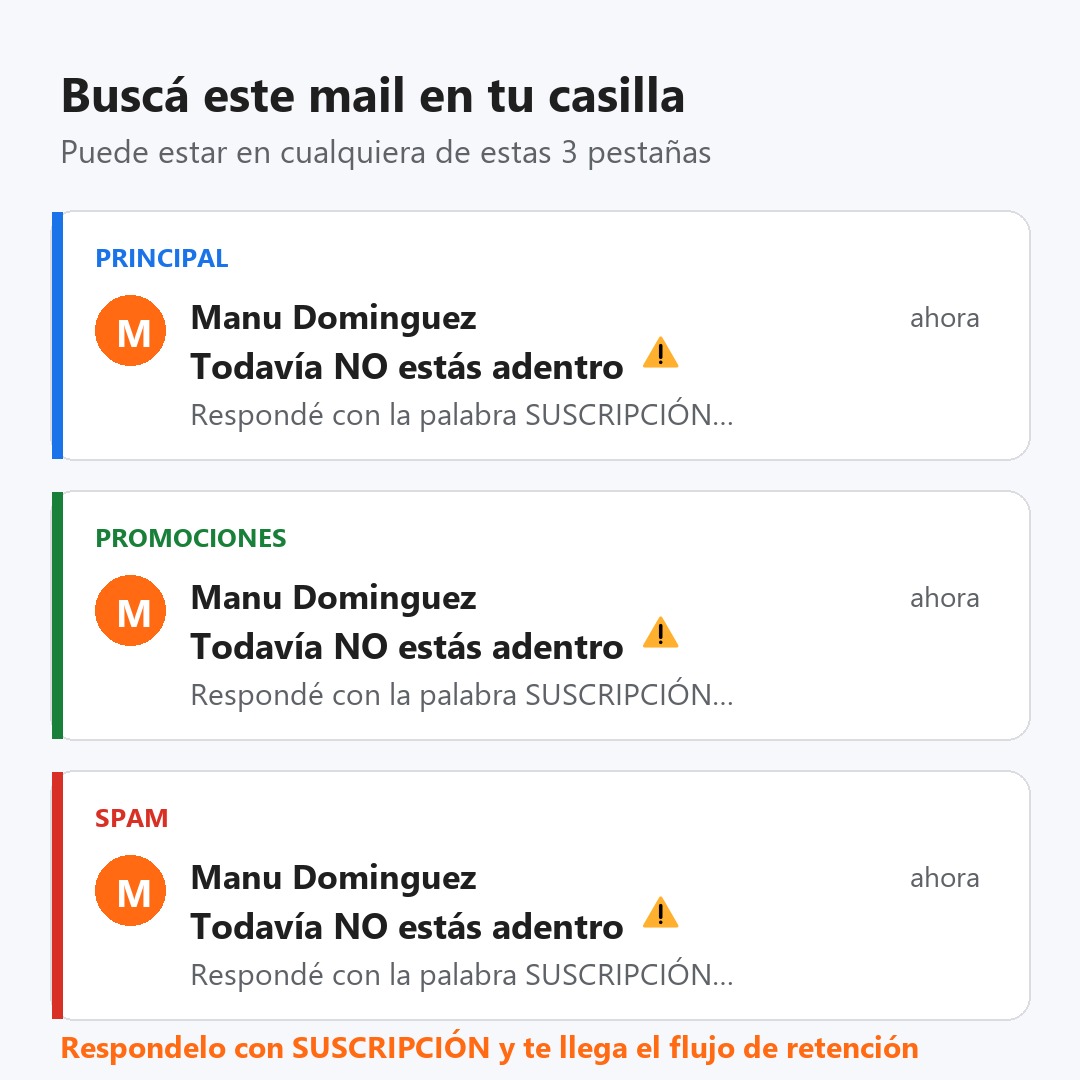 Buscá este mail en tu casilla
Puede estar en cualquiera de estas 3 pestañas
PRINCIPAL
M
Manu Dominguez
ahora
Todavía NO estás adentro ⚠️
Respondé con la palabra SUSCRIPCIÓN...
PROMOCIONES
M
Manu Dominguez
ahora
Todavía NO estás adentro ⚠️
Respondé con la palabra SUSCRIPCIÓN...
SPAM
M
Manu Dominguez
ahora
Todavía NO estás adentro ⚠️
Respondé con la palabra SUSCRIPCIÓN...
Respondelo con SUSCRIPCIÓN y te llega el flujo de retención